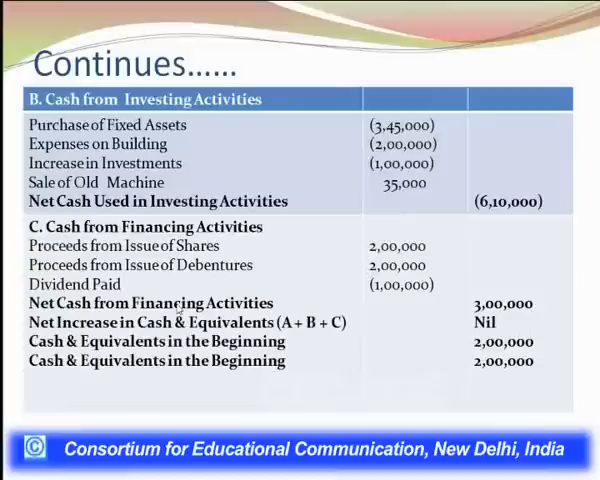 Continues......
B. Cash from Investing Activities
Purchase of Fixed Assets (3,45,000)
Expenses on Building (2,00,000)
Increase in Investments (1,00,000)
Sale of Old Machine 35,000
Net Cash Used in Investing Activities (6,10,000)
C. Cash from Financing Activities
Proceeds from Issue of Shares 2,00,000
Proceeds from Issue of Debentures 2,00,000
Dividend Paid (1,00,000)
Net Cash from Financing Activities 3,00,000
Net Increase in Cash & Equivalents (A + B + C) Nil
Cash & Equivalents in the Beginning 2,00,000
Cash & Equivalents in the Beginning 2,00,000
© Consortium for Educational Communication, New Delhi, India